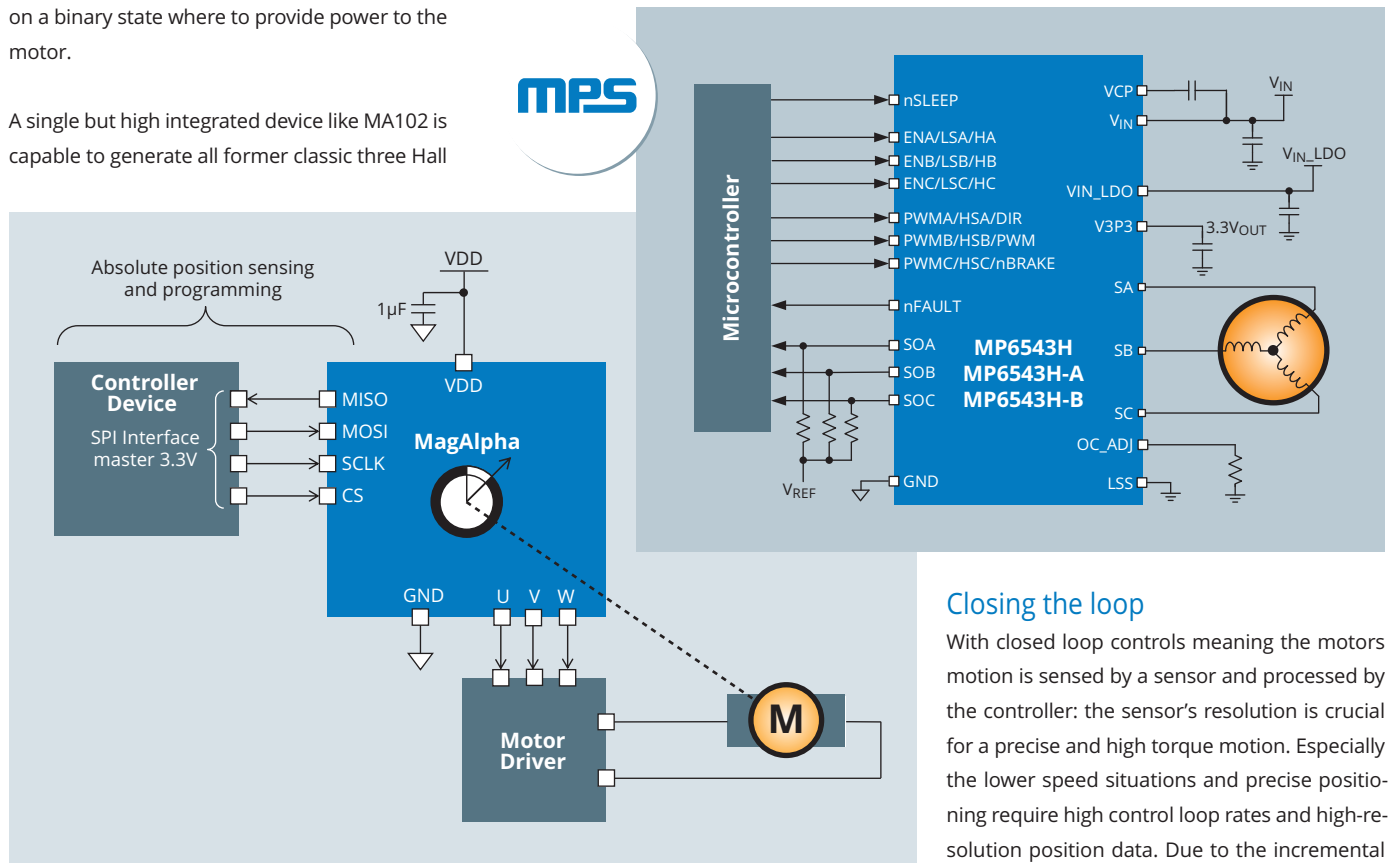 on a binary state where to provide power to the
motor.
A single but high integrated device like MA102 is
capable to generate all former classic three Hall
mps
Absolute position sensing
and programming
VDD
1µF
VDD
Controller
Device
SPI Interface
master 3.3V
MISO
MOSI
SCLK
CS
MagAlpha
GND
U V W
Motor
Driver
M
Microcontroller
nSLEEP
ENA/LSA/HA
ENB/LSB/HB
ENC/LSC/HC
PWMA/HSA/DIR
PWMB/HSB/PWM
PWMC/HSC/nBRAKE
nFAULT
SOA
SOB
SOC
VREF
GND
MP6543H
MP6543H-A
MP6543H-B
VCP
VIN
VIN
VIN_LDO
VIN_LDO
V3P3
3.3VOUT
SA
SB
SC
OC_ADJ
LSS
Closing the loop
With closed loop controls meaning the motors
motion is sensed by a sensor and processed by
the controller: the sensor's resolution is crucial
for a precise and high torque motion. Especially
the lower speed situations and precise positio-
ning require high control loop rates and high-re-
solution position data. Due to the incremental